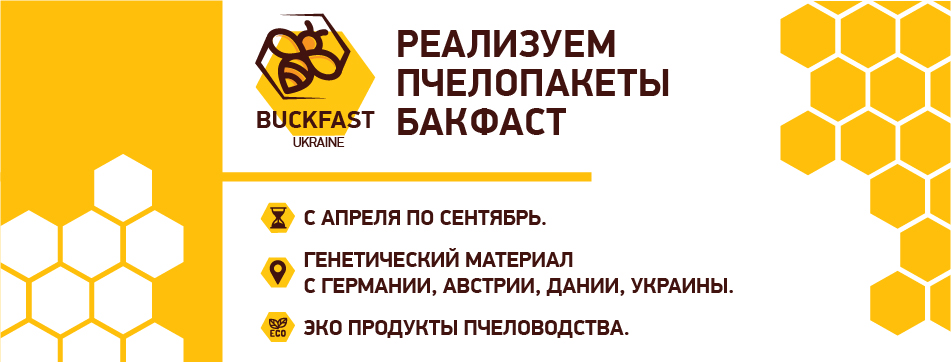 BUCKFAST
UKRAINE
РЕАЛИЗУЕМ
ПЧЕЛОПАКЕТЫ
БАКФАСТ
С АПРЕЛЯ ПО СЕНТЯБРЬ.
ГЕНЕТИЧЕСКИЙ МАТЕРИАЛ
С ГЕРМАНИИ, АВСТРИИ, ДАНИИ, УКРАИНЫ.
ECO
ЭКО ПРОДУКТЫ ПЧЕЛОВОДСТВА.